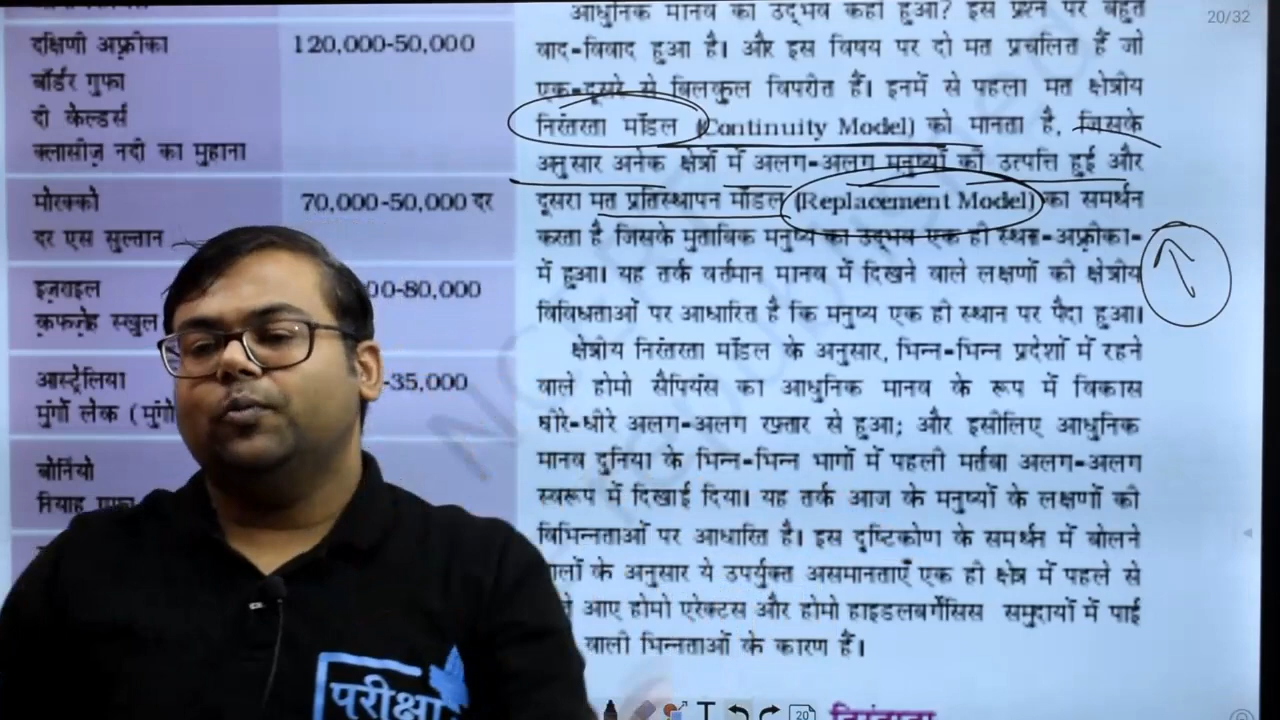 20/32
दक्षिणी अफ़्रीका 120,000-50,000
बॉर्डर गुफा
दी केल्डर्स
क्लासीज़ नदी का मुहाना
मोरक्को 70,000-50,000 दर
दर एस सुल्तान
इज़राइल 00-80,000
क़फज़ेह स्खुल
आस्ट्रेलिया -35,000
मुंगो लेक (मुंगो
बोर्नियो
नियाह
आधुनिक मानव का उद्भव कहाँ हुआ? इस प्रश्न पर बहुत
वाद-विवाद हुआ है। और इस विषय पर दो मत प्रचलित हैं जो
एक-दूसरे से बिलकुल विपरीत हैं। इनमें से पहला मत क्षेत्रीय
निरंतरता मॉडल (Continuity Model) को मानता है, जिसके
अनुसार अनेक क्षेत्रों में अलग-अलग मनुष्यों की उत्पत्ति हुई और
दूसरा मत प्रतिस्थापन मॉडल (Replacement Model) का समर्थन
करता है जिसके मुताबिक मनुष्य का उद्भव एक ही स्थल-अफ़्रीका-
में हुआ। यह तर्क वर्तमान मानव में दिखने वाले लक्षणों की क्षेत्रीय
विविधताओं पर आधारित है कि मनुष्य एक ही स्थान पर पैदा हुआ।
क्षेत्रीय निरंतरता मॉडल के अनुसार, भिन्न-भिन्न प्रदेशों में रहने
वाले होमो सैपियंस का आधुनिक मानव के रूप में विकास
धीरे-धीरे अलग-अलग रफ़्तार से हुआ; और इसीलिए आधुनिक
मानव दुनिया के भिन्न-भिन्न भागों में पहली मर्तबा अलग-अलग
स्वरूप में दिखाई दिया। यह तर्क आज के मनुष्यों के लक्षणों की
विभिन्नताओं पर आधारित है। इस दृष्टिकोण के समर्थन में बोलने
ालों के अनुसार ये उपर्युक्त असमानताएँ एक ही क्षेत्र में पहले से
आए होमो एरेक्टस और होमो हाइडलबर्गेसिस समुदायों में पाई
वाली भिन्नताओं के कारण हैं।
परीक्षा
T 20